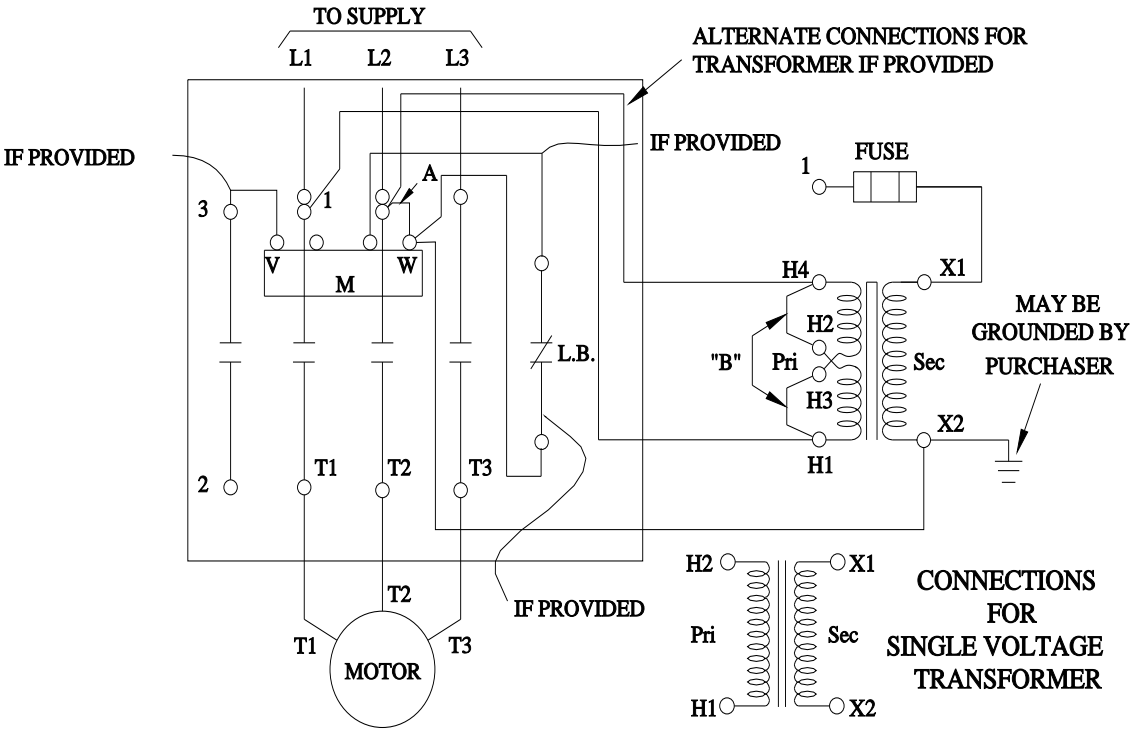 TO SUPPLY
L1 L2 L3
ALTERNATE CONNECTIONS FOR
TRANSFORMER IF PROVIDED
IF PROVIDED
IF PROVIDED
1
FUSE
3
1
A
V
W
M
H4
X1
MAY BE
GROUNDED BY
PURCHASER
H2
L.B.
"B"
Pri
Sec
H3
X2
H1
2
T1
T2
T3
IF PROVIDED
T2
T1
T3
MOTOR
H2
X1
Pri
Sec
H1
X2
CONNECTIONS
FOR
SINGLE VOLTAGE
TRANSFORMER